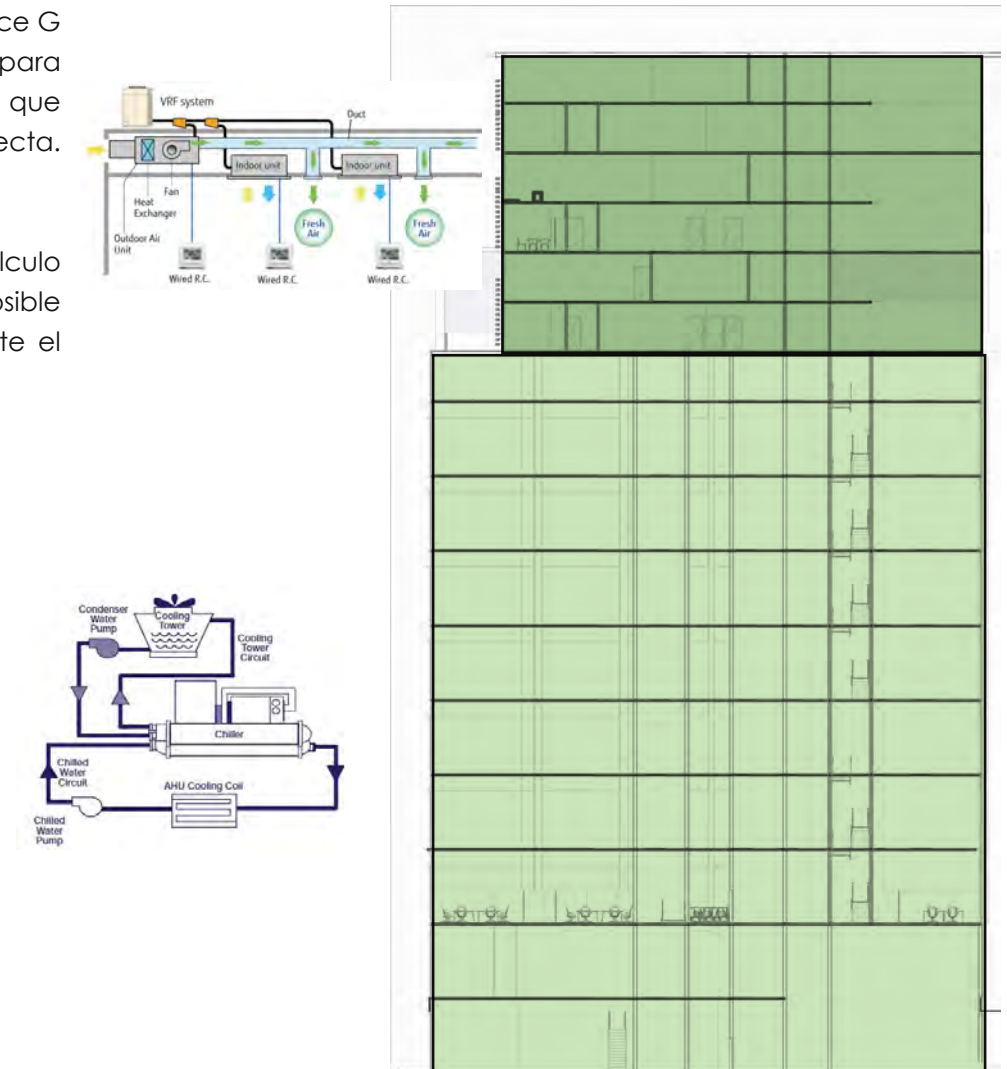 ce G
para
que
ecta.
lculo
osible
te el
VRF system
Duct
Indoor unit
Indoor unit
Fan
Heat
Exchanger
Outdoor Air
Unit
Fresh
Air
Fresh
Air
Wired R.C.
Wired R.C.
Wired R.C.
Condenser
Water
Pump
Cooling
Tower
Cooling
Tower
Circuit
Chiller
Chilled
Water
Circuit
AHU Cooling Coil
Chilled
Water
Pump